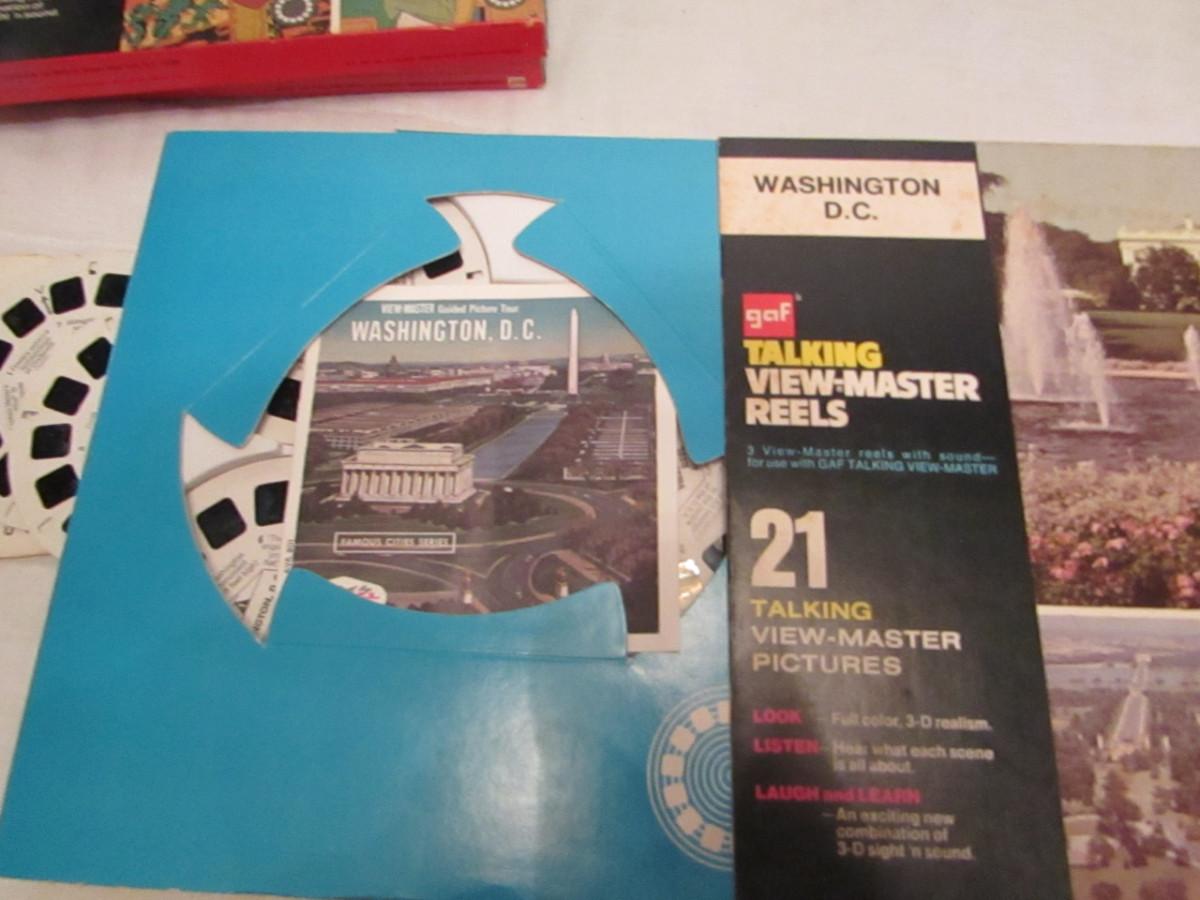 WASHINGTON
D.C.
gaf
TALKING
VIEW-MASTER
REELS
3 View-Master reels with sound—
for use with GAF TALKING VIEW-MASTER
21
TALKING
VIEW-MASTER
PICTURES
LOOK – Full color, 3-D realism.
LISTEN – Hear what each scene
is all about.
LAUGH and LEARN
– An exciting new
combination of
3-D sight 'n sound.
VIEW-MASTER Guided Picture Tour
WASHINGTON, D.C.
FAMOUS CITIES SERIES